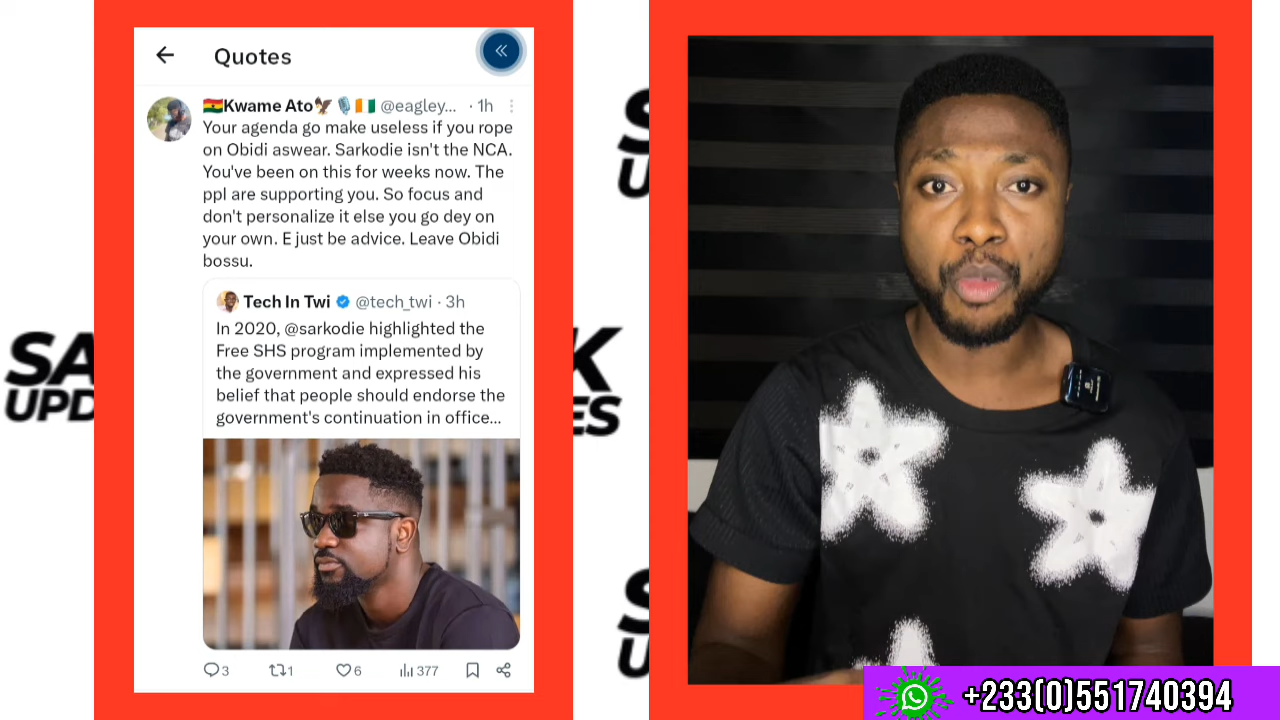 Quotes
🇬🇭Kwame Ato🦅🎙️🇨🇮 @eagley... · 1h
Your agenda go make useless if you rope
on Obidi aswear. Sarkodie isn't the NCA.
You've been on this for weeks now. The
ppl are supporting you. So focus and
don't personalize it else you go dey on
your own. E just be advice. Leave Obidi
bossu.
Tech In Twi @tech_twi · 3h
In 2020, @sarkodie highlighted the
Free SHS program implemented by
the government and expressed his
belief that people should endorse the
government's continuation in office...
3 1 6 377
SA
UPD
K
ES
S
U
S
U
+233(0)551740394